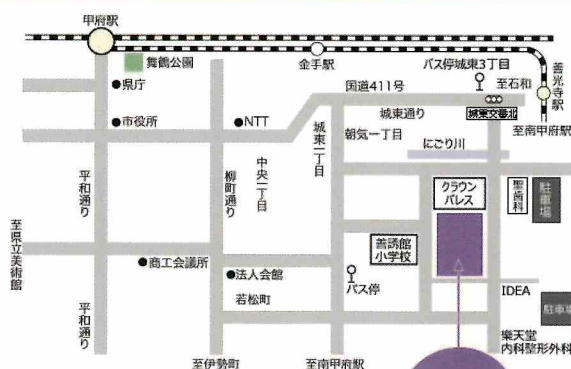 甲府駅
舞鶴公園
金手駅
バス停城東3丁目
善光寺駅
県庁
国道411号
至石和
市役所
NTT
城東通り
城東交番北
至南甲府駅
城東一丁目
朝気一丁目
にごり川
平和通り
柳町通り
中央一丁目
クラウン
パレス
聖歯科
駐車場
至県立美術館
善誘館
小学校
商工会議所
法人会館
バス停
IDEA
若松町
駐車場
平和通り
樂天堂
内科整形外科
至伊勢町
至南甲府駅